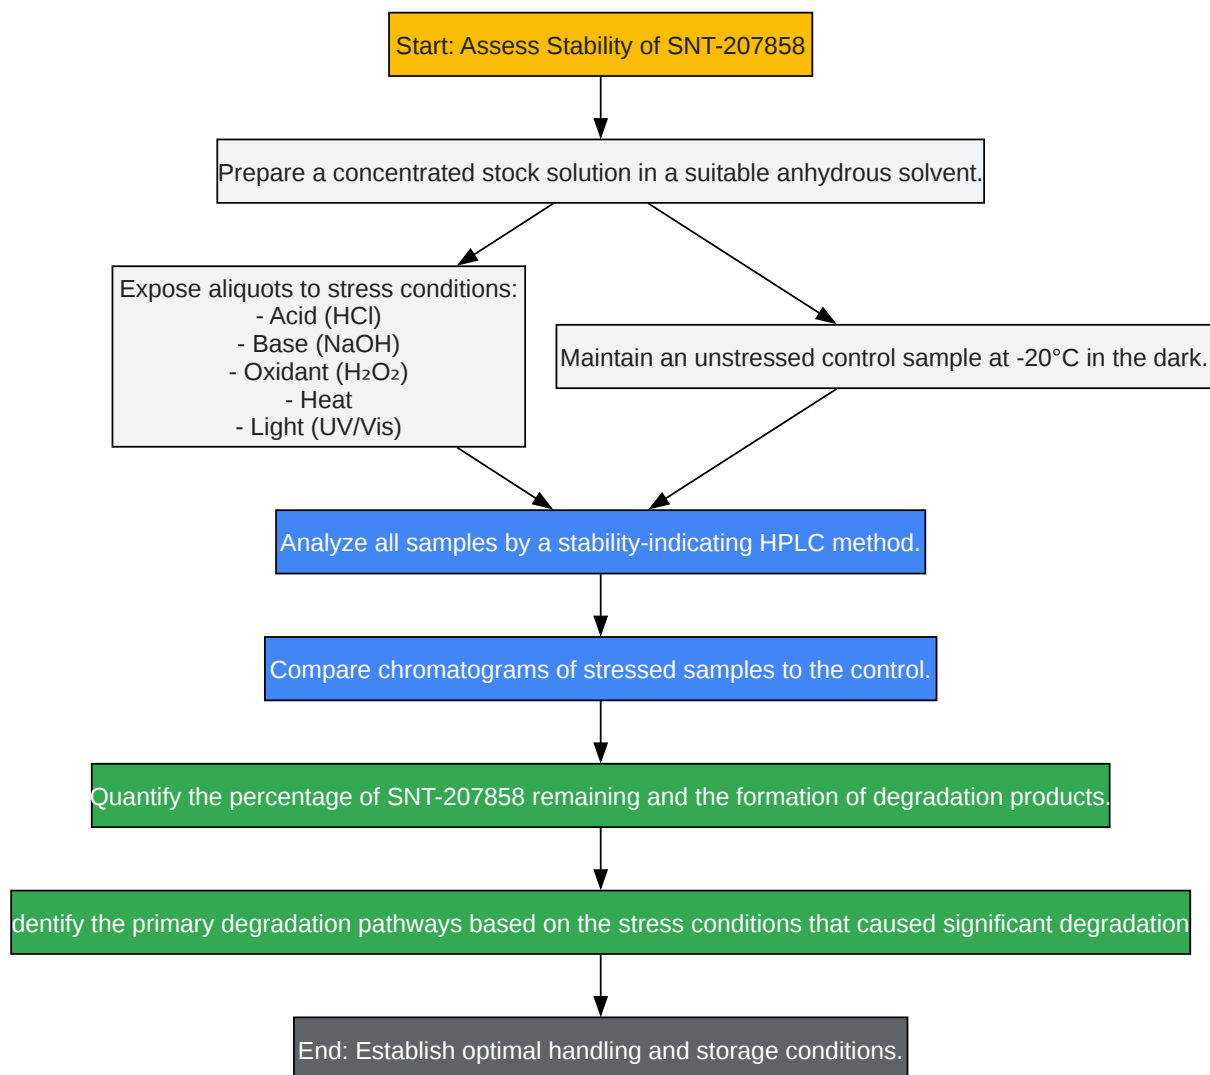 Start: Assess Stability of SNT-207858
Prepare a concentrated stock solution in a suitable anhydrous solvent.
Expose aliquots to stress conditions:
- Acid (HCl)
- Base (NaOH)
- Oxidant (H₂O₂)
- Heat
- Light (UV/Vis)
Maintain an unstressed control sample at -20°C in the dark.
Analyze all samples by a stability-indicating HPLC method.
Compare chromatograms of stressed samples to the control.
Quantify the percentage of SNT-207858 remaining and the formation of degradation products.
dentify the primary degradation pathways based on the stress conditions that caused significant degradation
End: Establish optimal handling and storage conditions.